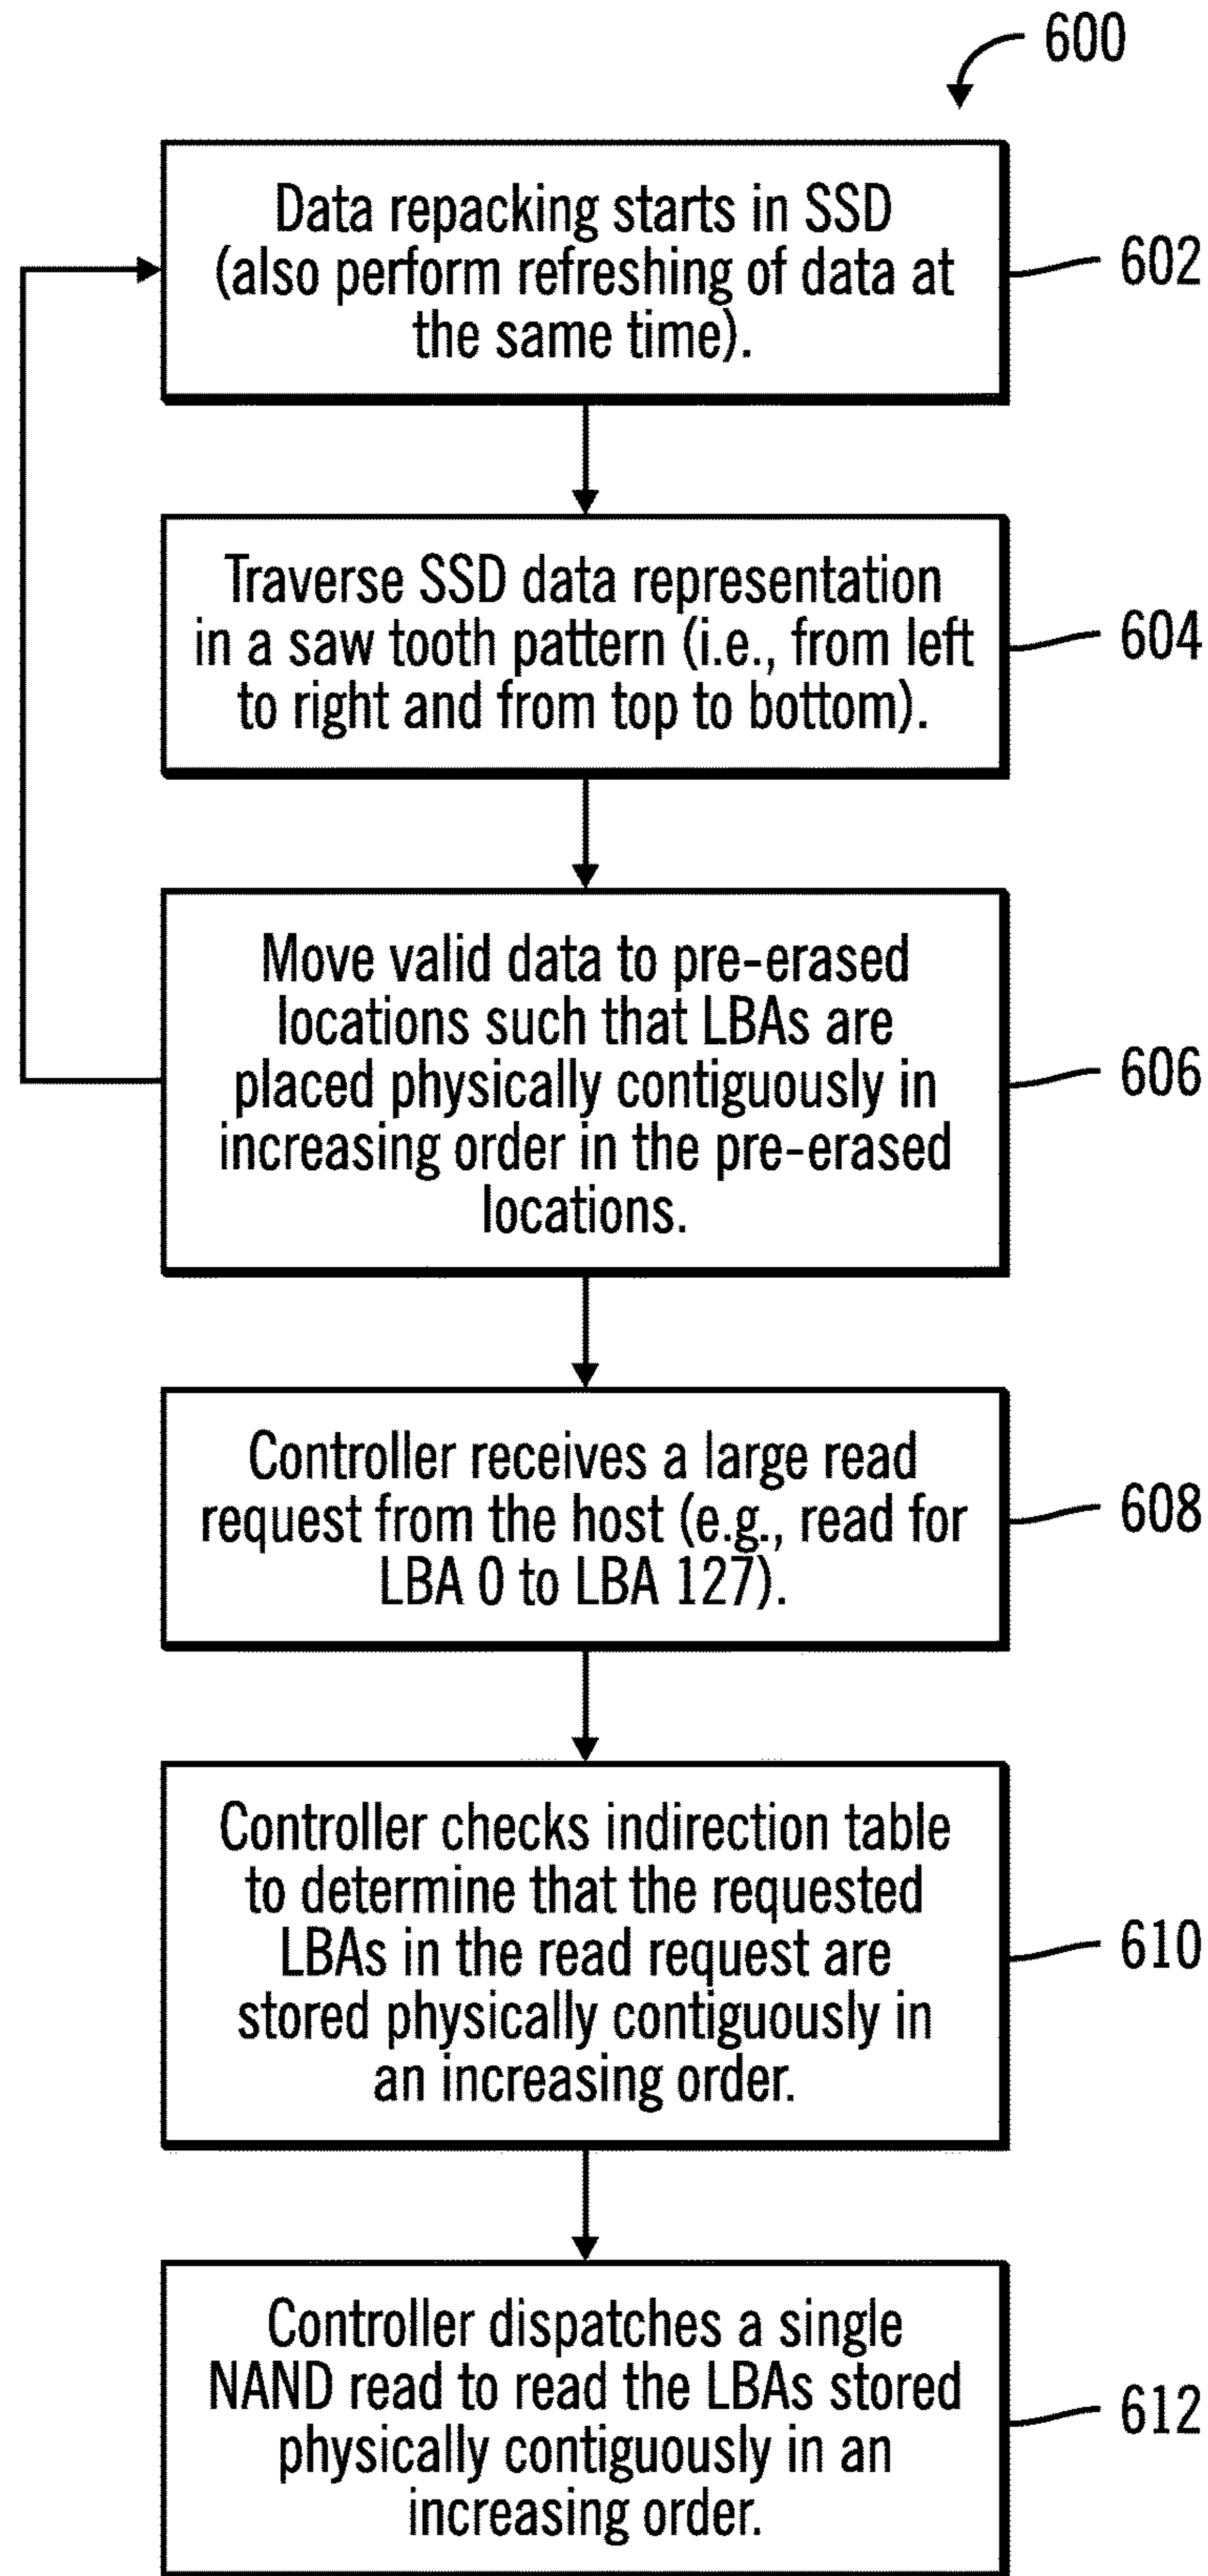 600
Data repacking starts in SSD
(also perform refreshing of data at
the same time).
602
Traverse SSD data representation
in a saw tooth pattern (i.e., from left
to right and from top to bottom).
604
Move valid data to pre-erased
locations such that LBAs are
placed physically contiguously in
increasing order in the pre-erased
locations.
606
Controller receives a large read
request from the host (e.g., read for
LBA 0 to LBA 127).
608
Controller checks indirection table
to determine that the requested
LBAs in the read request are
stored physically contiguously in
an increasing order.
610
Controller dispatches a single
NAND read to read the LBAs stored
physically contiguously in an
increasing order.
612